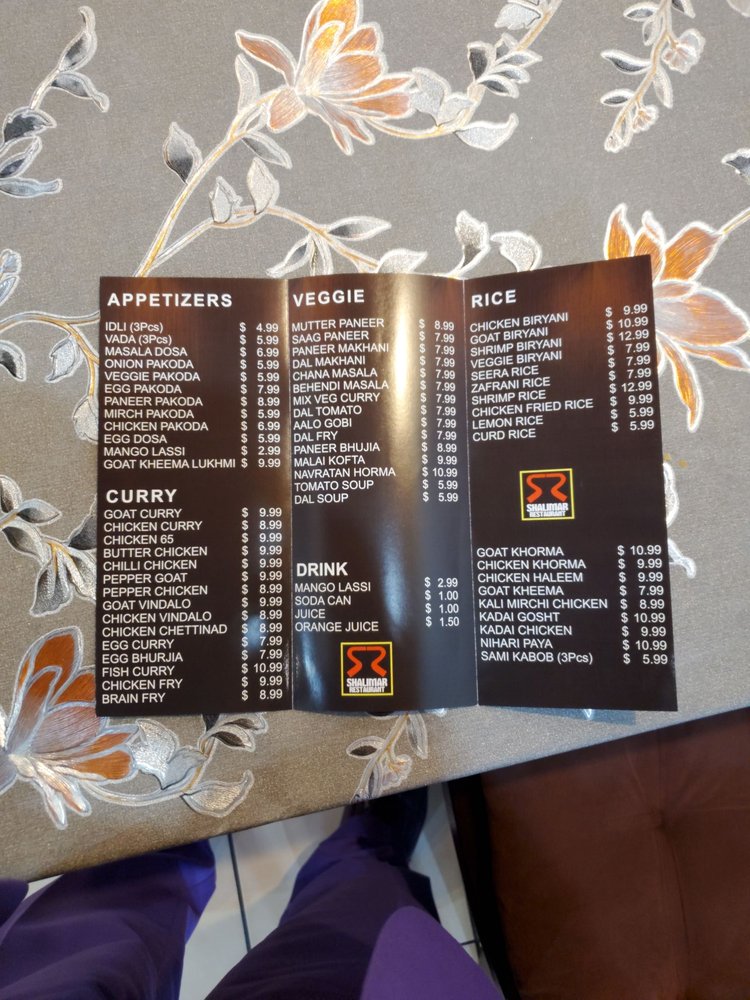 APPETIZERS
IDLI (3Pcs) $ 4.99
VADA (3Pcs) $ 5.99
MASALA DOSA $ 6.99
ONION PAKODA $ 5.99
VEGGIE PAKODA $ 5.99
EGG PAKODA $ 7.99
PANEER PAKODA $ 8.99
MIRCH PAKODA $ 5.99
CHICKEN PAKODA $ 6.99
EGG DOSA $ 5.99
MANGO LASSI $ 2.99
GOAT KHEEMA LUKHMI $ 9.99
CURRY
GOAT CURRY $ 9.99
CHICKEN CURRY $ 8.99
CHICKEN 65 $ 9.99
BUTTER CHICKEN $ 9.99
CHILLI CHICKEN $ 9.99
PEPPER GOAT $ 9.99
PEPPER CHICKEN $ 8.99
GOAT VINDALO $ 9.99
CHICKEN VINDALO $ 8.99
CHICKEN CHETTINAD $ 8.99
EGG CURRY $ 7.99
EGG BHURJIA $ 7.99
FISH CURRY $ 10.99
CHICKEN FRY $ 9.99
BRAIN FRY $ 8.99
VEGGIE
MUTTER PANEER $ 8.99
SAAG PANEER $ 7.99
PANEER MAKHANI $ 7.99
DAL MAKHANI $ 7.99
CHANA MASALA $ 7.99
BEHENDI MASALA $ 7.99
MIX VEG CURRY $ 7.99
DAL TOMATO $ 7.99
AALO GOBI $ 7.99
DAL FRY $ 7.99
PANEER BHUJIA $ 8.99
MALAI KOFTA $ 9.99
NAVRATAN HORMA $ 10.99
TOMATO SOUP $ 5.99
DAL SOUP $ 5.99
DRINK
MANGO LASSI $ 2.99
SODA CAN $ 1.00
JUICE $ 1.00
ORANGE JUICE $ 1.50
SHALIMAR
RESTAURANT
RICE
CHICKEN BIRYANI $ 9.99
GOAT BIRYANI $ 10.99
SHRIMP BIRYANI $ 12.99
VEGGIE BIRYANI $ 7.99
SEERA RICE $ 7.99
ZAFRANI RICE $ 7.99
SHRIMP RICE $ 12.99
CHICKEN FRIED RICE $ 9.99
LEMON RICE $ 5.99
CURD RICE $ 5.99
SHALIMAR
RESTAURANT
GOAT KHORMA $ 10.99
CHICKEN KHORMA $ 9.99
CHICKEN HALEEM $ 9.99
GOAT KHEEMA $ 7.99
KALI MIRCHI CHICKEN $ 8.99
KADAI GOSHT $ 10.99
KADAI CHICKEN $ 9.99
NIHARI PAYA $ 10.99
SAMI KABOB (3Pcs) $ 5.99